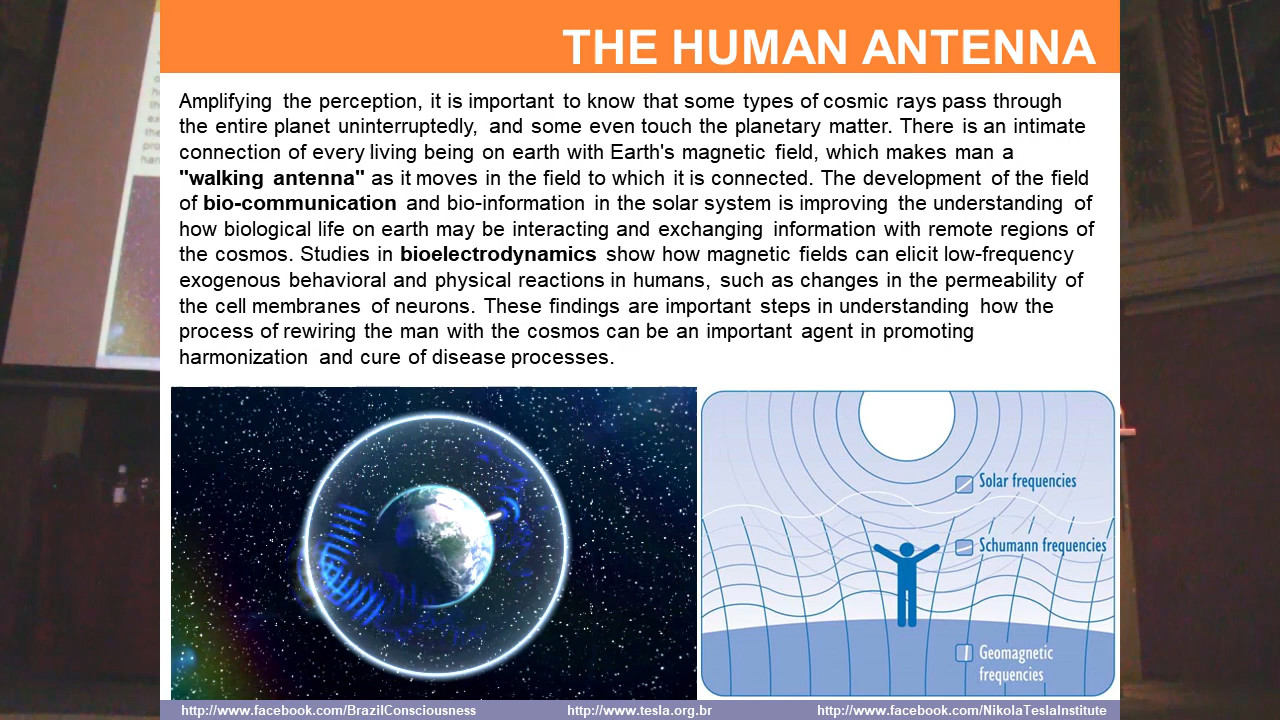 THE HUMAN ANTENNA
Amplifying the perception, it is important to know that some types of cosmic rays pass through
the entire planet uninterruptedly, and some even touch the planetary matter. There is an intimate
connection of every living being on earth with Earth's magnetic field, which makes man a
"walking antenna" as it moves in the field to which it is connected. The development of the field
of bio-communication and bio-information in the solar system is improving the understanding of
how biological life on earth may be interacting and exchanging information with remote regions of
the cosmos. Studies in bioelectrodynamics show how magnetic fields can elicit low-frequency
exogenous behavioral and physical reactions in humans, such as changes in the permeability of
the cell membranes of neurons. These findings are important steps in understanding how the
process of rewiring the man with the cosmos can be an important agent in promoting
harmonization and cure of disease processes.
Solar frequencies
Schumann frequencies
Geomagnetic
frequencies
http://www.facebook.com/BrazilConsciousness
http://www.tesla.org.br
http://www.facebook.com/NikolaTeslaInstitute